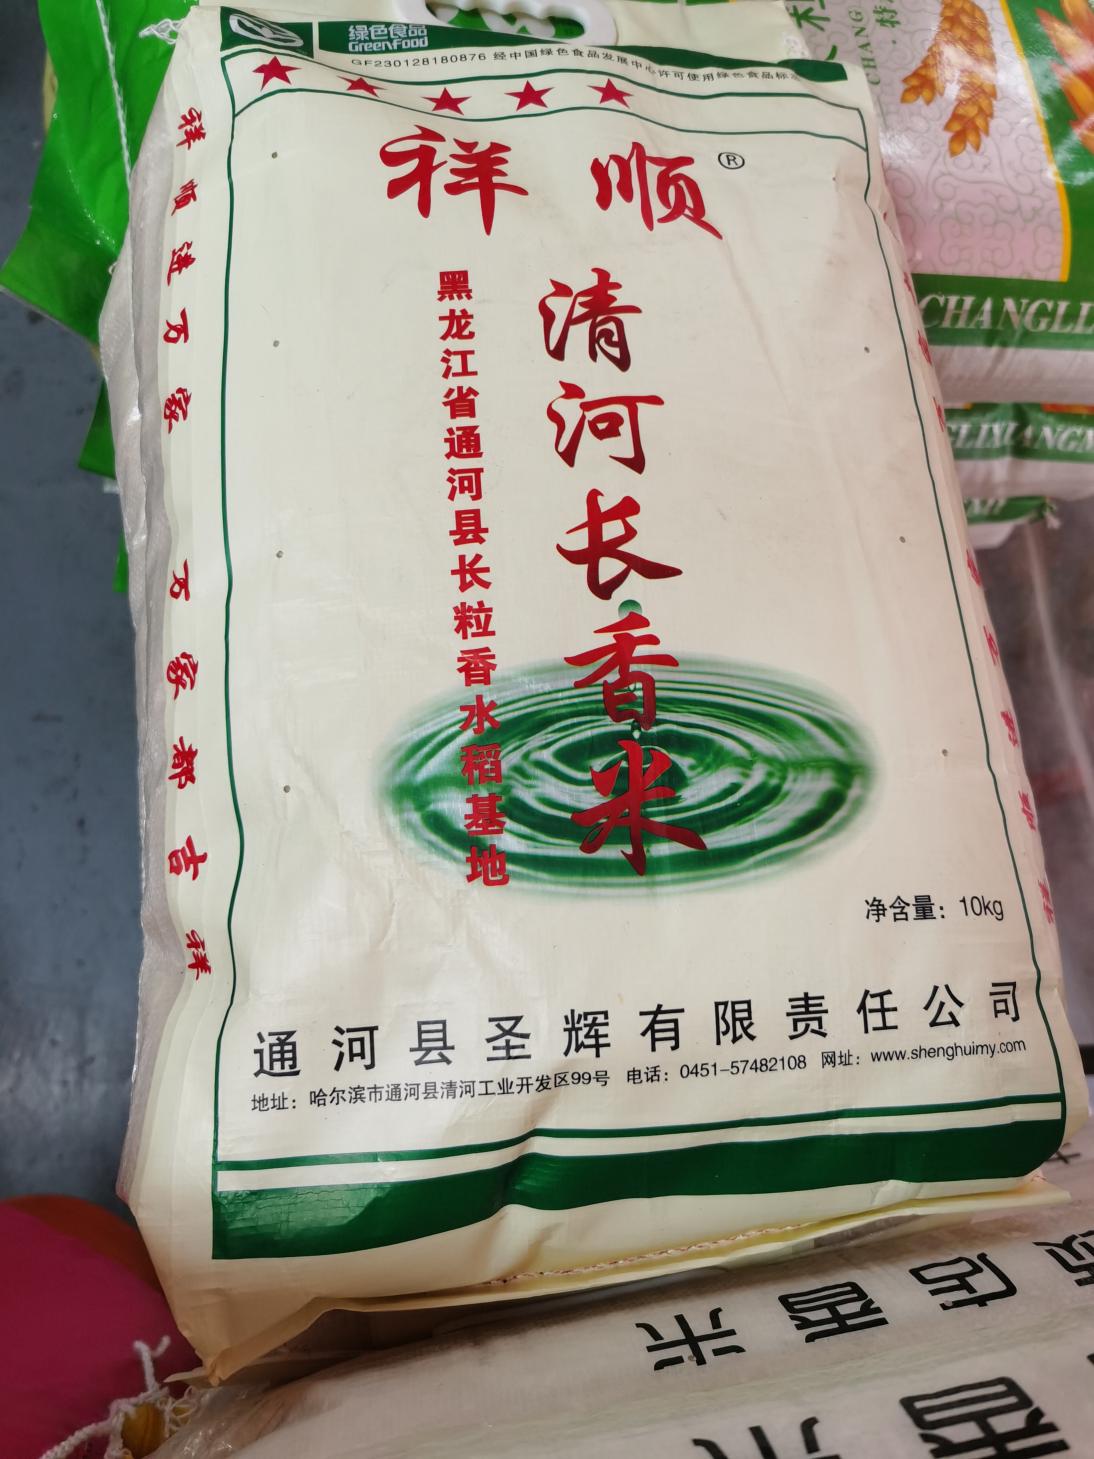 绿色食品
GreenFood
GF230128180876 经中国绿色食品发展中心许可使用绿色食品标志
祥顺®
清河长香米
黑龙江省通河县长粒香水稻基地
净含量：10kg
通河县圣辉有限责任公司
地址：哈尔滨市通河县清河工业开发区99号 电话：0451-57482108 网址：www.shenghuimy.com
祥顺进万家 万家都吉祥
CHANG
CHANGLI
米香
香